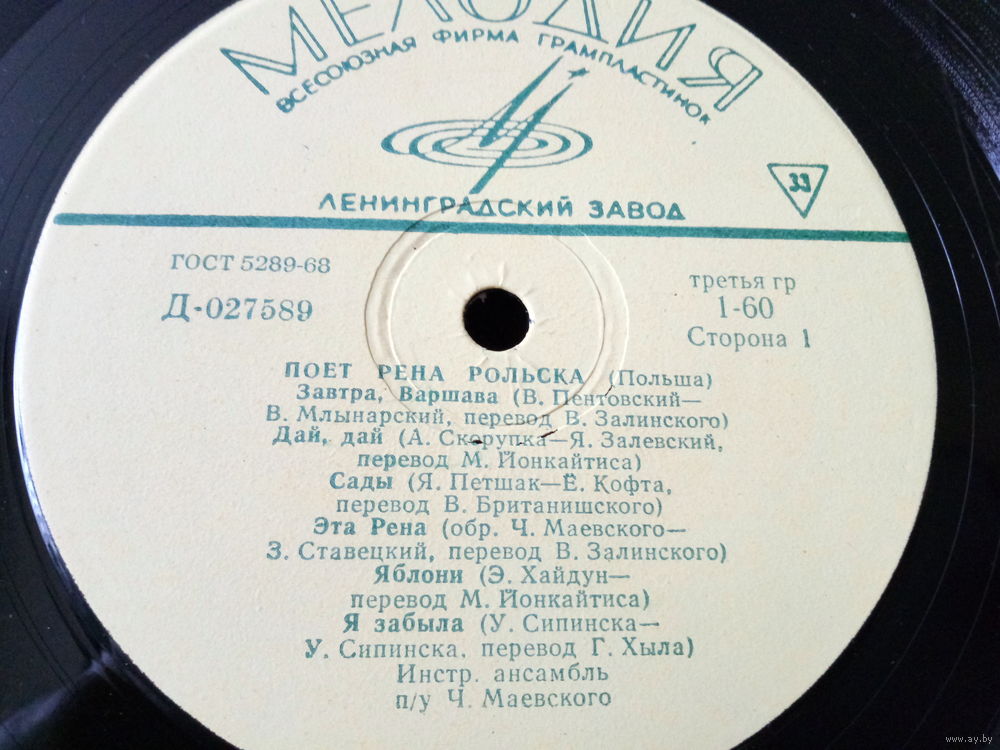 МЕЛОДИЯ
ВСЕСОЮЗНАЯ ФИРМА ГРАМПЛАСТИНОК
33
ЛЕНИНГРАДСКИЙ ЗАВОД
ГОСТ 5289-68
Д-027589
третья гр
1-60
Сторона 1
ПОЕТ РЕНА РОЛЬСКА (Польша)
Завтра, Варшава (В. Пентовский—
В. Млынарский, перевод В. Залинского)
Дай, дай (А. Скорупка—Я. Залевский,
перевод М. Йонкайтиса)
Сады (Я. Петшак—Ё. Кофта,
перевод В. Британишского)
Эта Рена (обр. Ч. Маевского—
З. Ставецкий, перевод В. Залинского)
Яблони (Э. Хайдун—
перевод М. Йонкайтиса)
Я забыла (У. Сипинска—
У. Сипинска, перевод Г. Хыла)
Инстр. ансамбль
п/у Ч. Маевского
www.ay.by